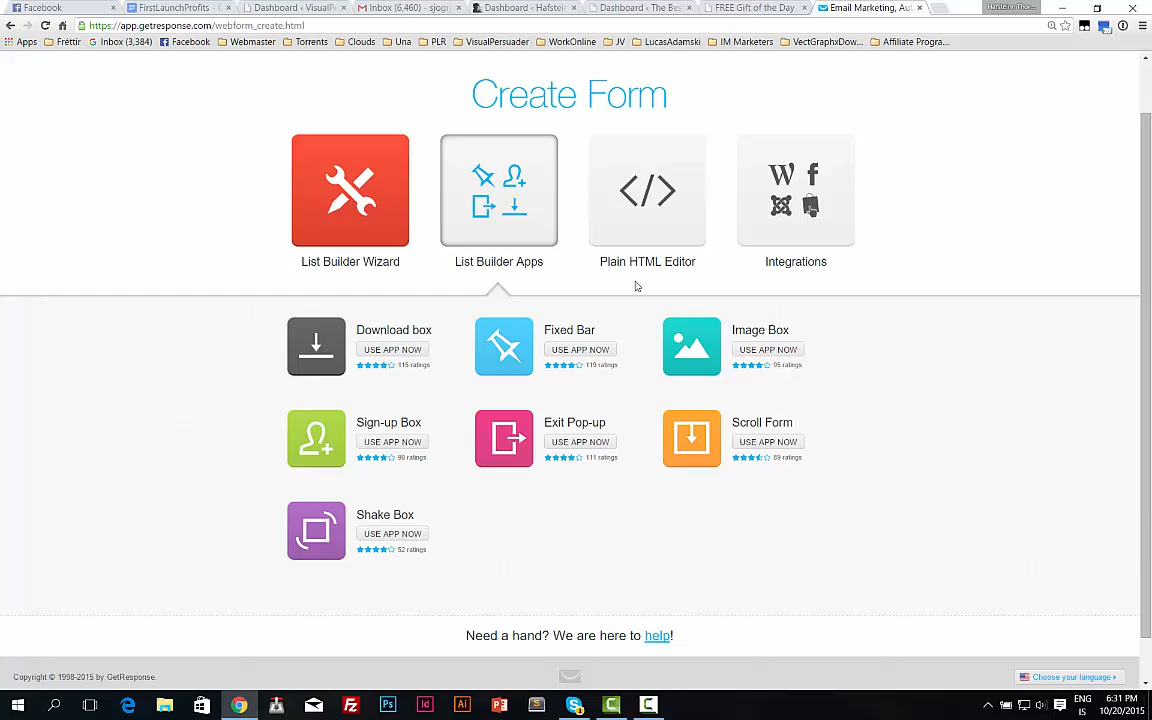 Facebook
FirstLaunchProfits - C
Dashboard ‹ VisualP
Inbox (6,460) - sjogr
Dashboard ‹ Hafstein
Dashboard ‹ The Bes
FREE Gift of the Day
Email Marketing, Aut
https://app.getresponse.com/webform_create.html
Apps
Fréttir
Inbox (3,384)
Facebook
Webmaster
Torrents
Clouds
Una
PLR
VisualPersuader
WorkOnline
JV
LucasAdamski
IM Marketers
VectGraphxDow...
Affiliate Progra...
Create Form
List Builder Wizard
List Builder Apps
Plain HTML Editor
Integrations
Download box
USE APP NOW
115 ratings
Fixed Bar
USE APP NOW
119 ratings
Image Box
USE APP NOW
95 ratings
Sign-up Box
USE APP NOW
90 ratings
Exit Pop-up
USE APP NOW
111 ratings
Scroll Form
USE APP NOW
89 ratings
Shake Box
USE APP NOW
52 ratings
Need a hand? We are here to help!
Copyright © 1998-2015 by GetResponse.
Choose your language
ENG
IS
6:31 PM
10/20/2015